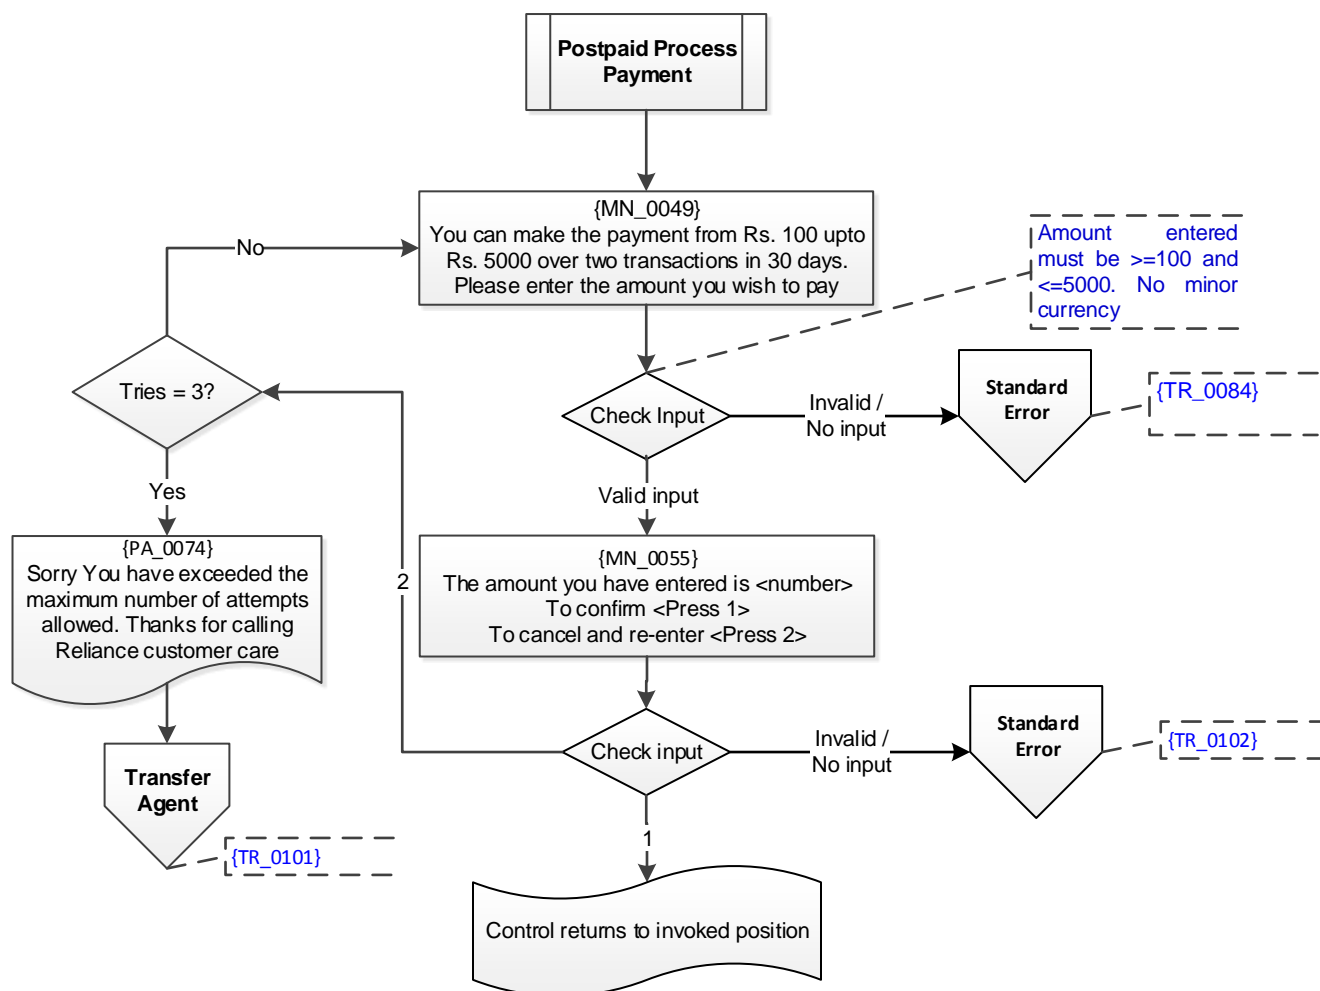 Postpaid Process
Payment
{MN_0049}
You can make the payment from Rs. 100 upto
Rs. 5000 over two transactions in 30 days.
Please enter the amount you wish to pay
Amount entered
must be >=100 and
<=5000. No minor
currency
No
Tries = 3?
Check Input
Invalid /
No input
Standard
Error
{TR_0084}
Yes
Valid input
{PA_0074}
Sorry You have exceeded the
maximum number of attempts
allowed. Thanks for calling
Reliance customer care
2
{MN_0055}
The amount you have entered is <number>
To confirm <Press 1>
To cancel and re-enter <Press 2>
Check input
Invalid /
No input
Standard
Error
{TR_0102}
Transfer
Agent
{TR_0101}
1
Control returns to invoked position